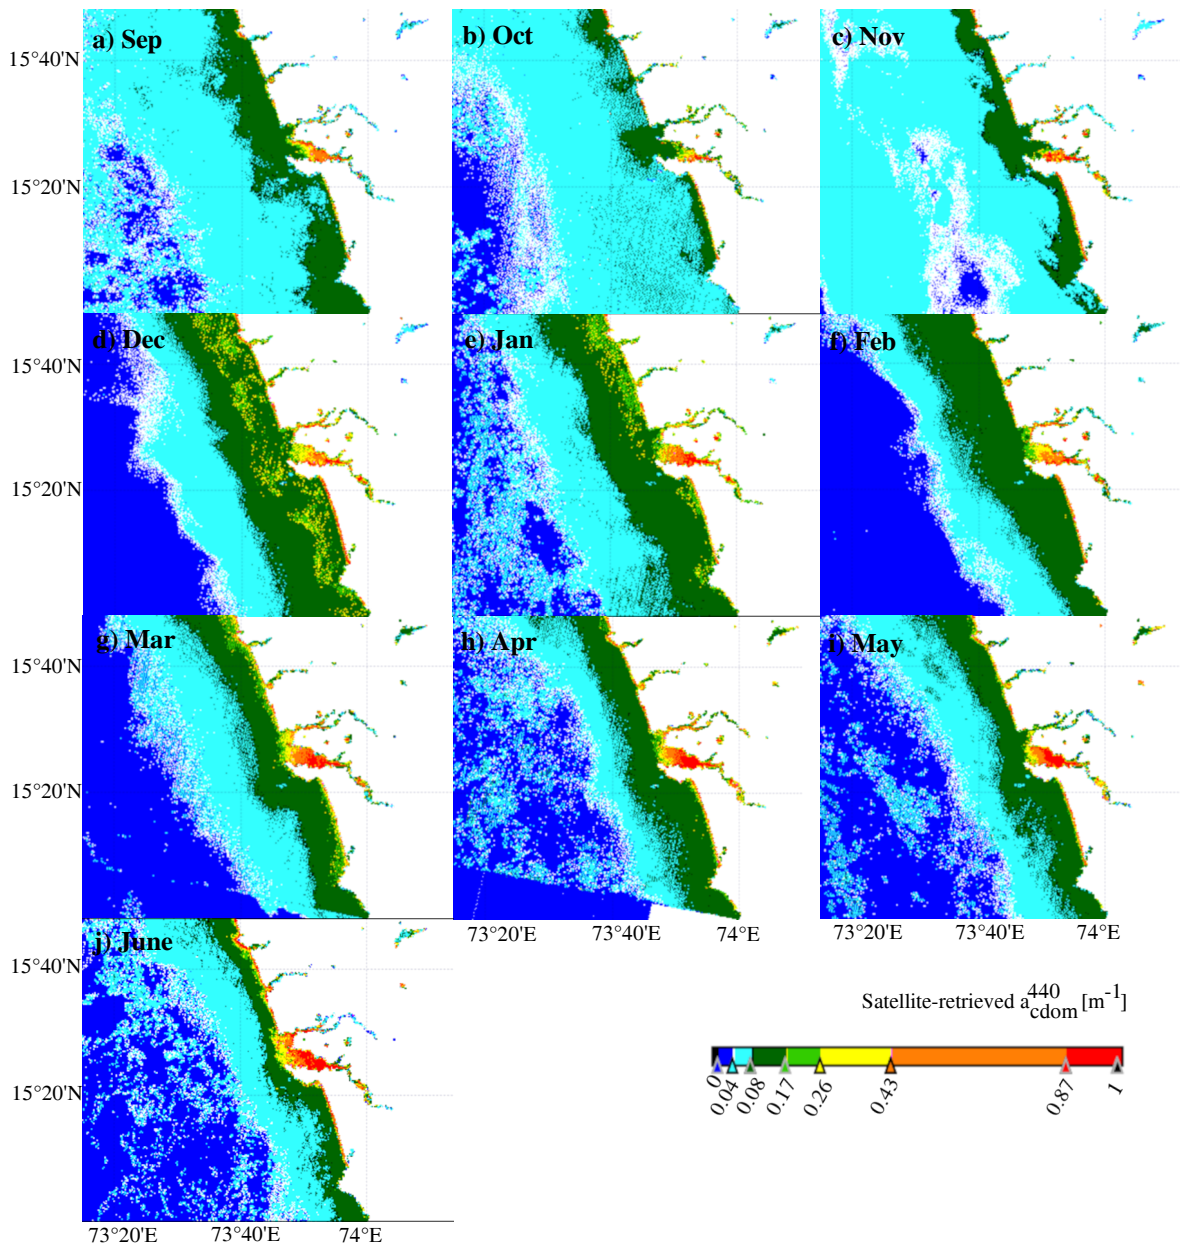 a) Sep
b) Oct
c) Nov
15°40'N
15°20'N
d) Dec
e) Jan
f) Feb
15°40'N
15°20'N
g) Mar
h) Apr
i) May
15°40'N
15°20'N
73°20'E 73°40'E 74°E
73°20'E 73°40'E 74°E
j) June
15°40'N
15°20'N
73°20'E 73°40'E 74°E
Satellite-retrieved a440cdom [m-1]
0 0.04 0.08 0.17 0.26 0.43 0.87 1